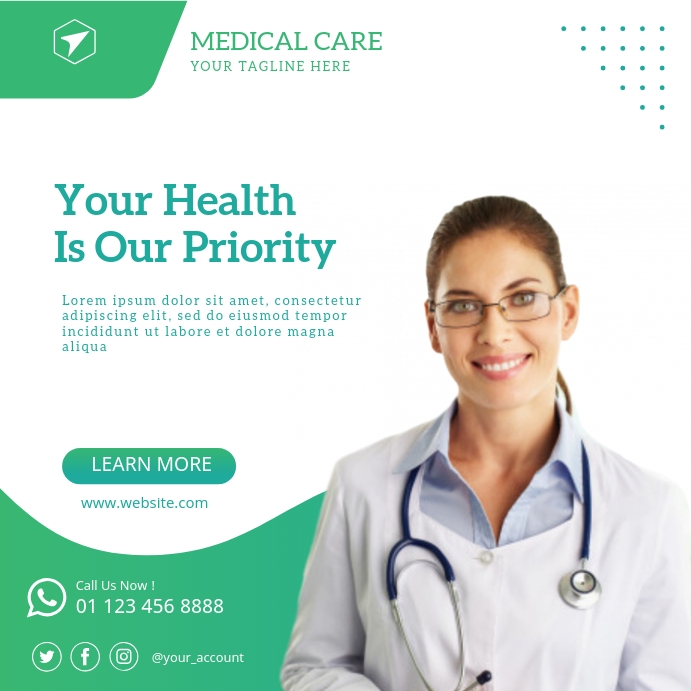 MEDICAL CARE
YOUR TAGLINE HERE
Your Health
Is Our Priority
Lorem ipsum dolor sit amet, consectetur
adipiscing elit, sed do eiusmod tempor
incididunt ut labore et dolore magna
aliqua
LEARN MORE
www.website.com
Call Us Now !
01 123 456 8888
@your_account